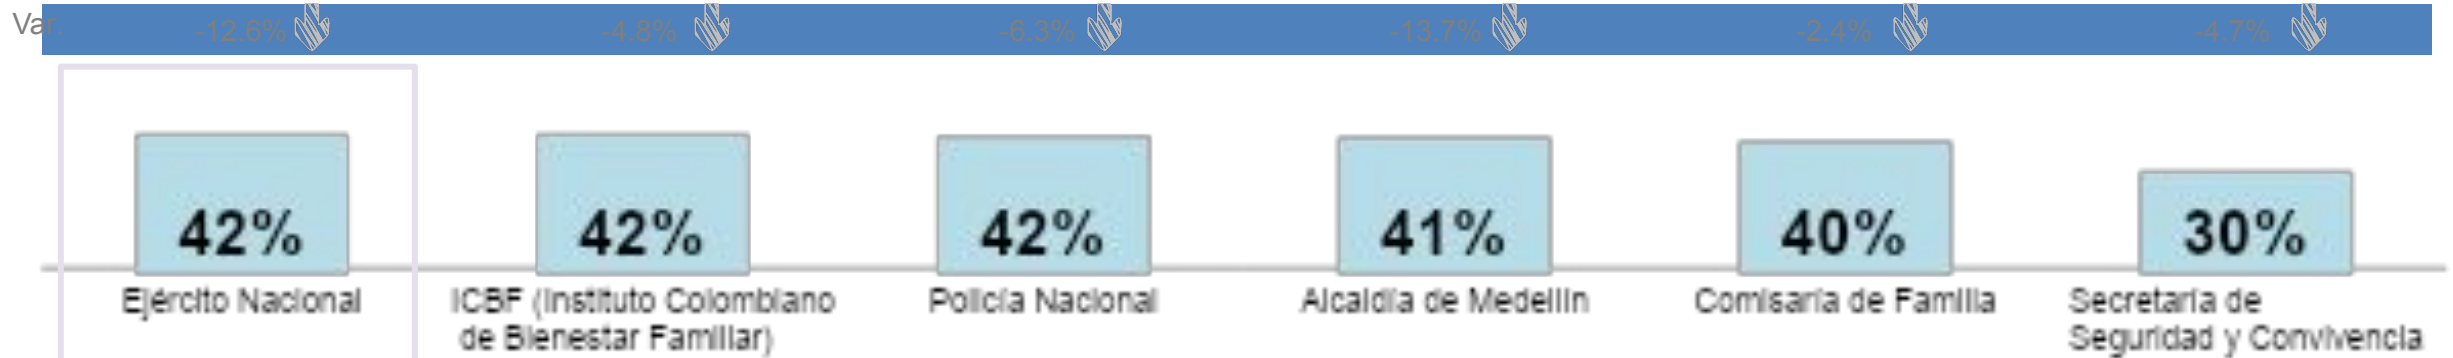 Var. -12.6% -4.8% -6.3% -13.7% -2.4% -4.7%
42% 42% 42% 41% 40% 30%
Ejército Nacional ICBF (Instituto Colombiano Policía Nacional Alcaldía de Medellín Comisaría de Familia Secretaría de
de Bienestar Familiar) Seguridad y Convivencia